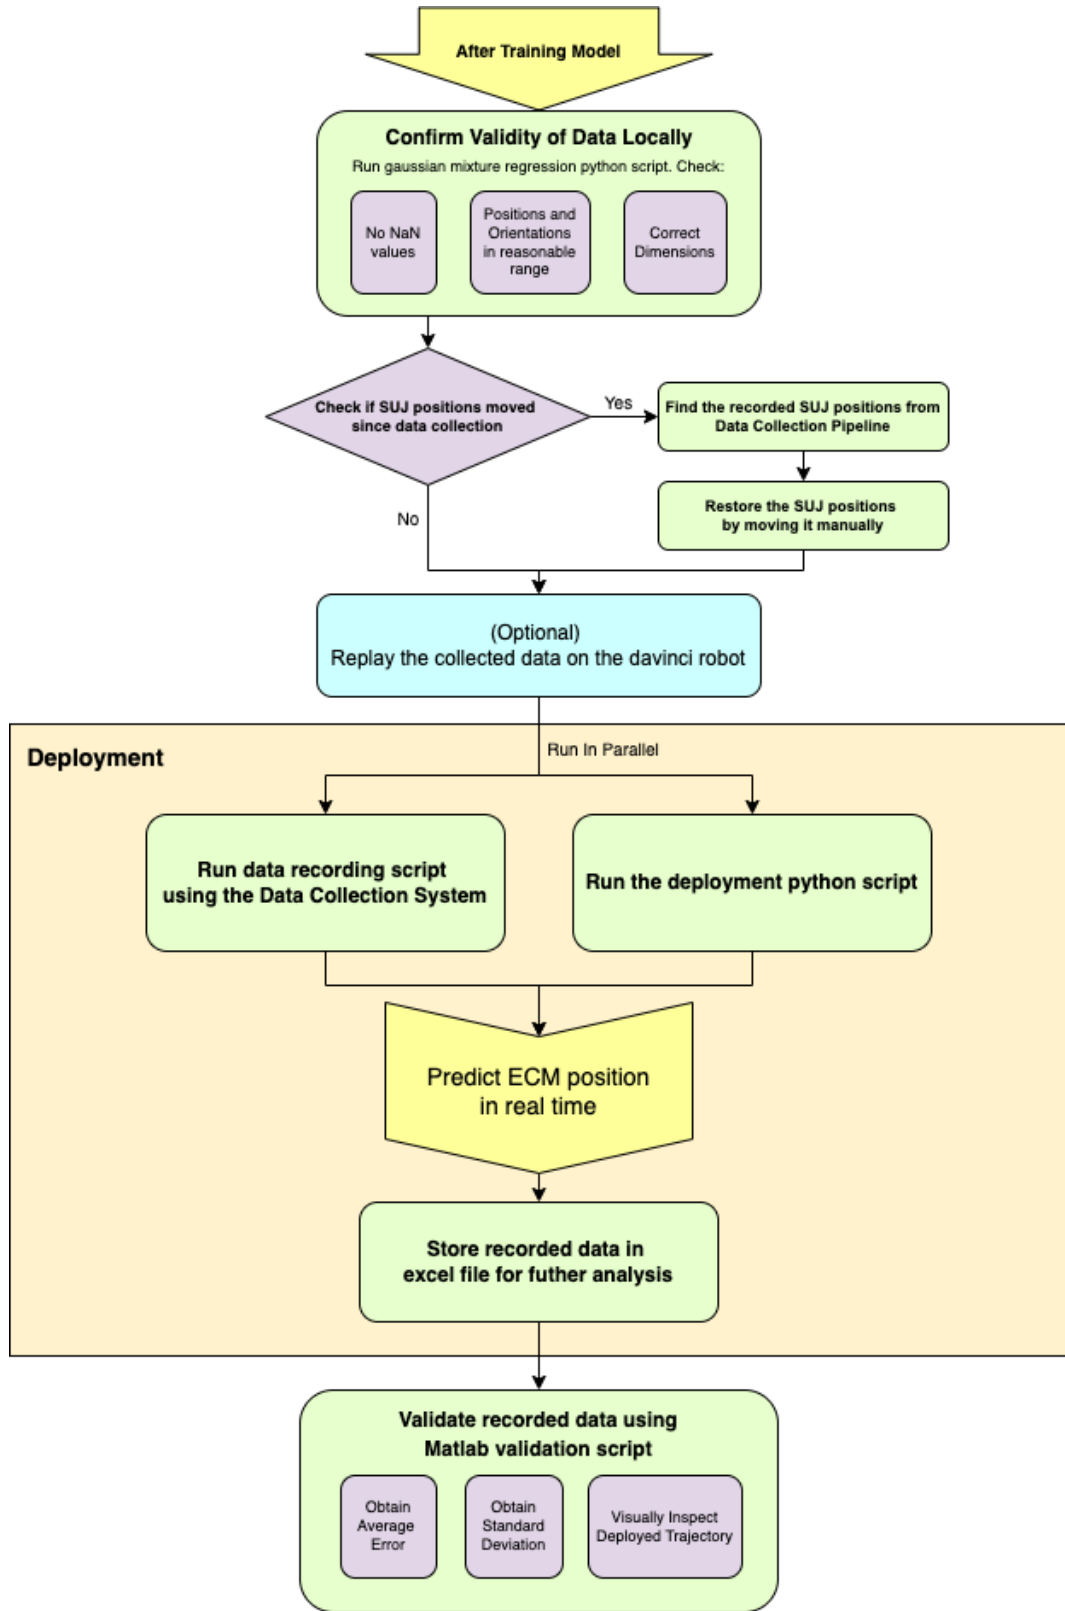 After Training Model
Confirm Validity of Data Locally
Run gaussian mixture regression python script. Check:
No NaN
values
Positions and
Orientations
in reasonable
range
Correct
Dimensions
Check if SUJ positions moved
since data collection
Yes
Find the recorded SUJ positions from
Data Collection Pipeline
Restore the SUJ positions
by moving it manually
No
(Optional)
Replay the collected data on the davinci robot
Deployment
Run In Parallel
Run data recording script
using the Data Collection System
Run the deployment python script
Predict ECM position
in real time
Store recorded data in
excel file for futher analysis
Validate recorded data using
Matlab validation script
Obtain
Average
Error
Obtain
Standard
Deviation
Visually Inspect
Deployed Trajectory